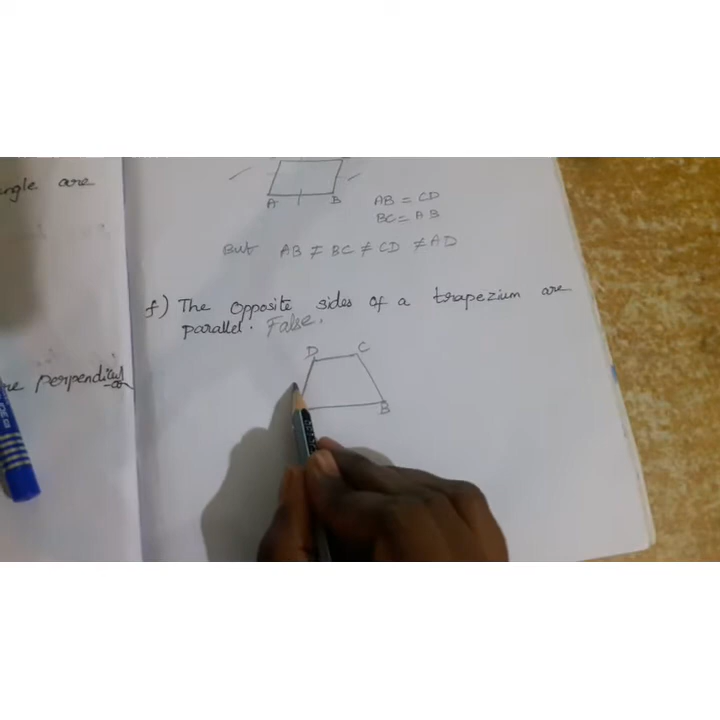 ngle are
A B
AB = CD
BC = AB
But AB ≠ BC ≠ CD ≠ AD
f) The opposite sides of a trapezium are
parallel. False.
D C
B
re perpendicul